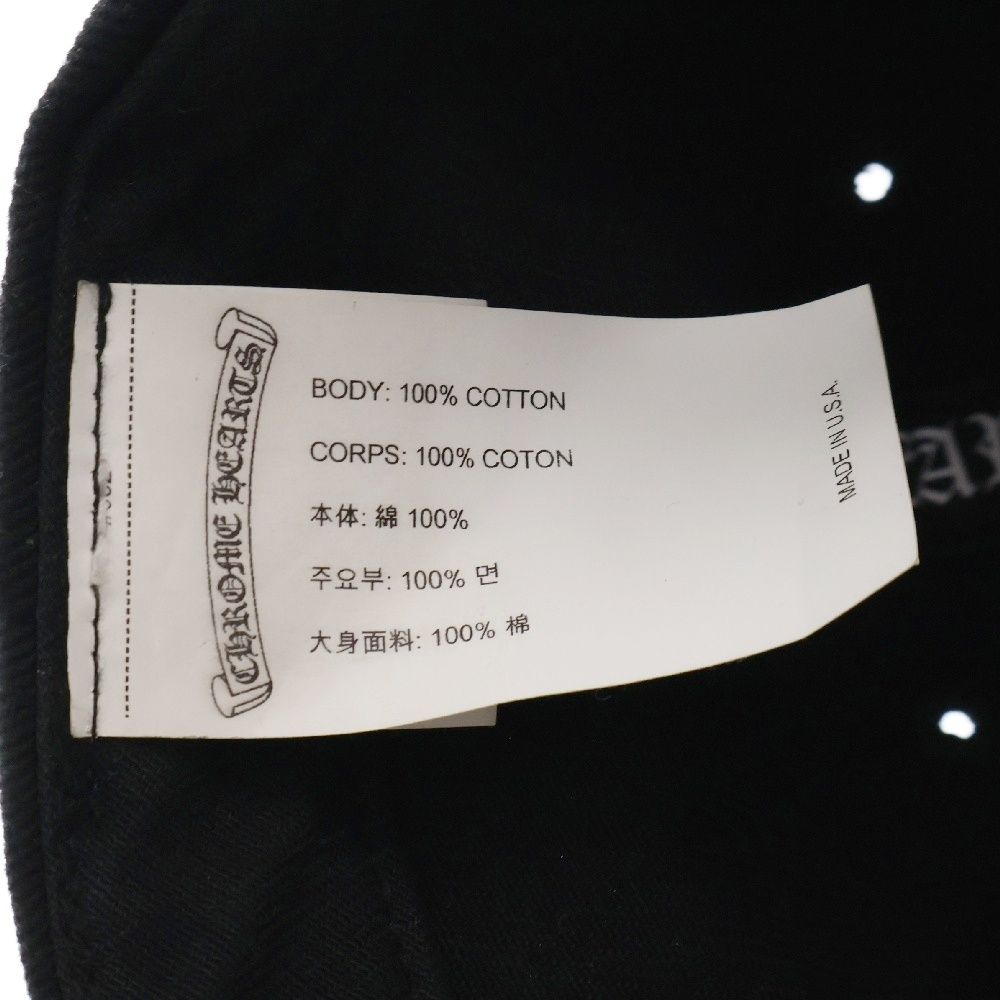 CHROME HEARTS
BODY: 100% COTTON
CORPS: 100% COTON
本体: 綿 100%
주요부: 100% 면
大身面料: 100% 棉
MADE IN U.S.A.